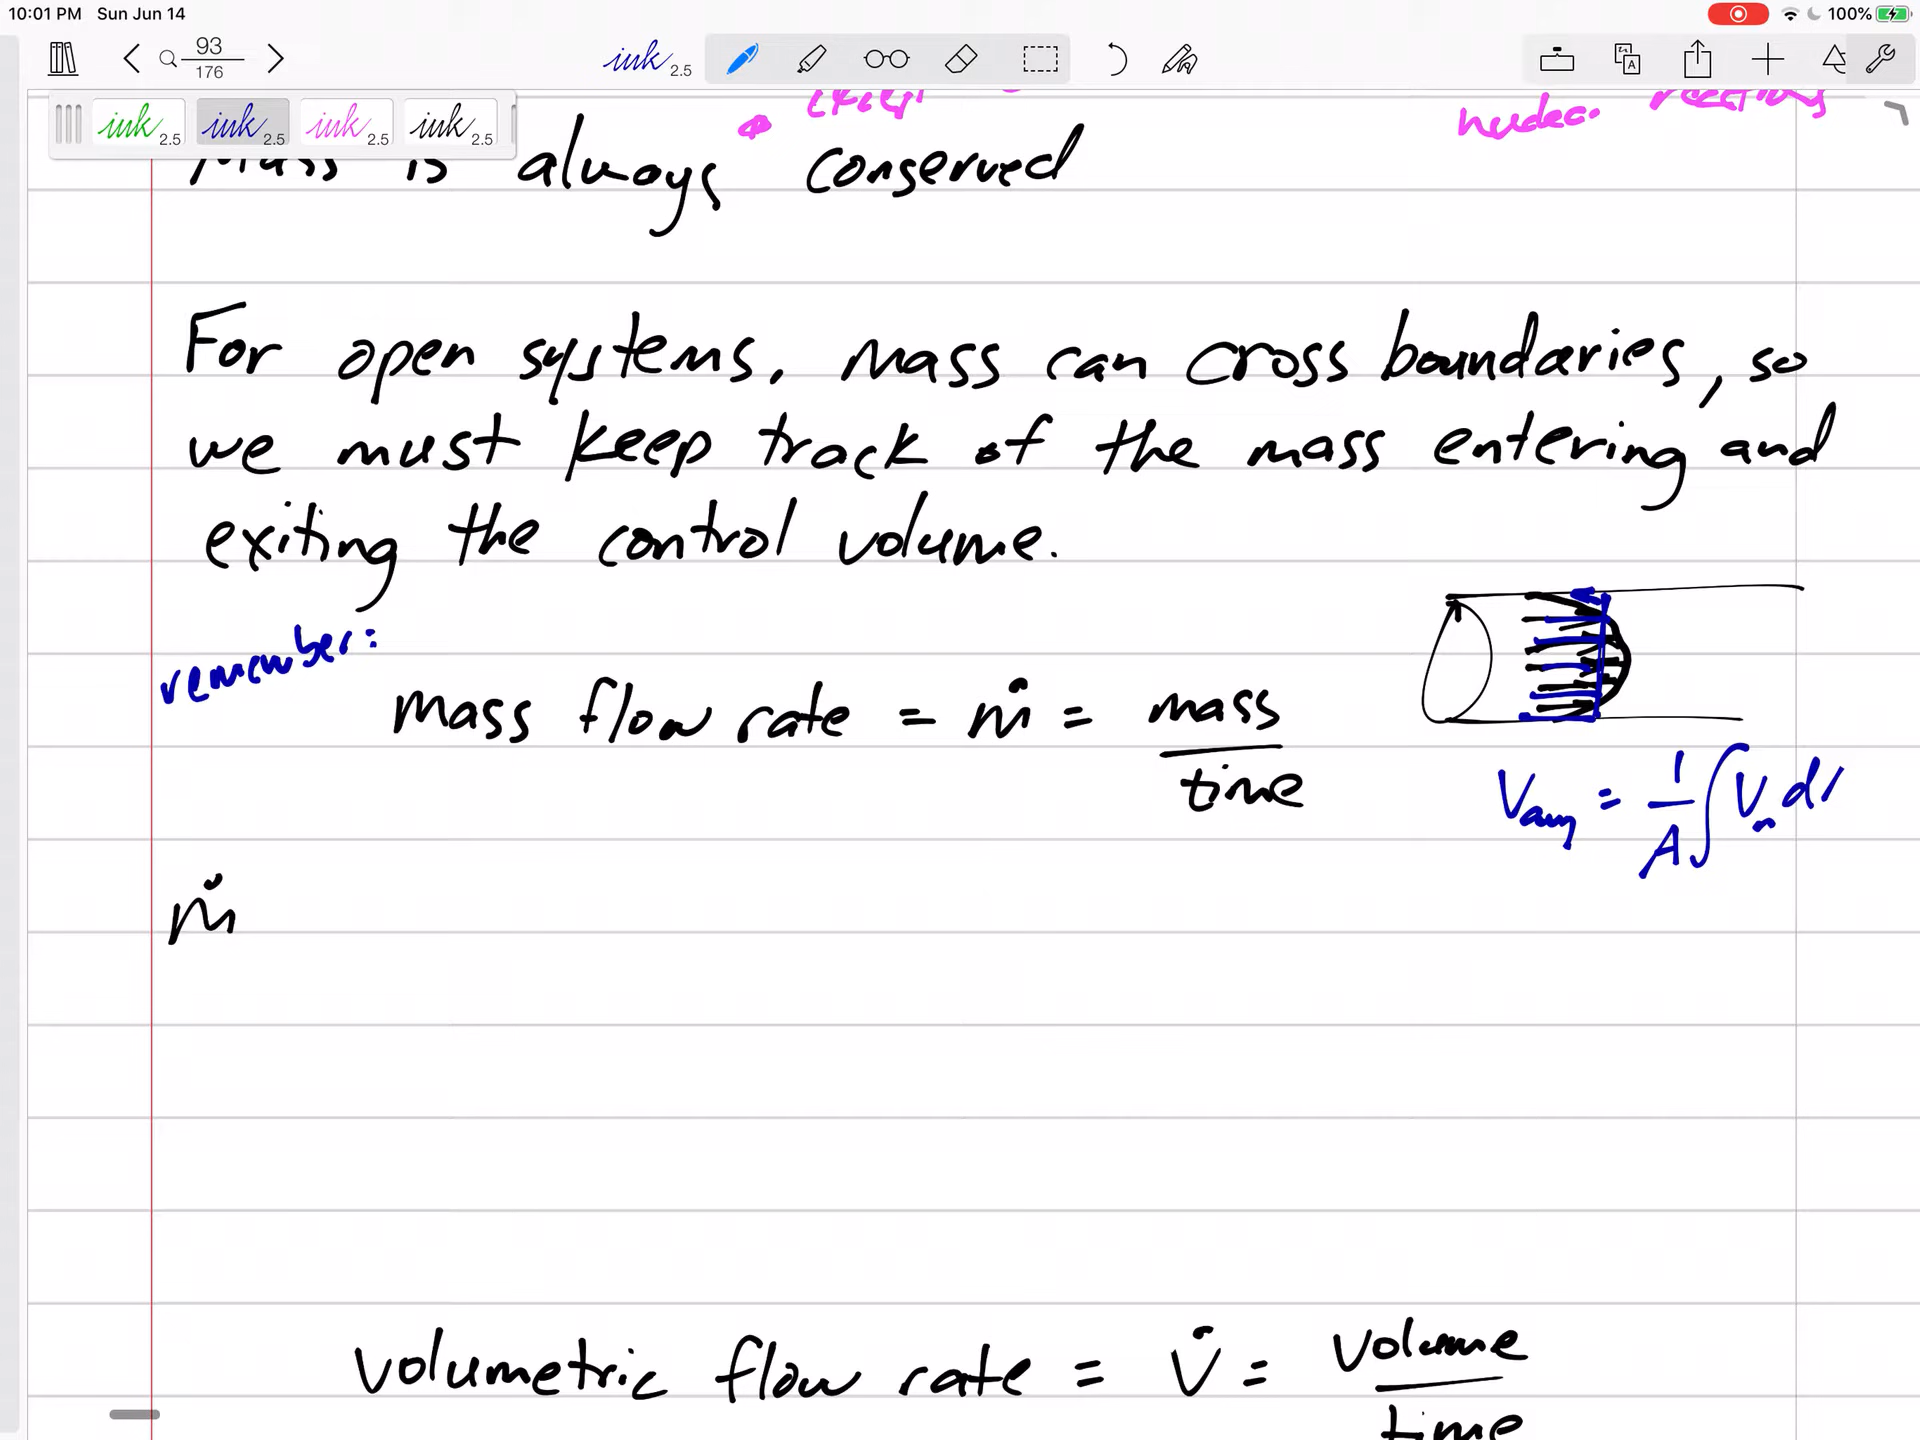 10:01 PM Sun Jun 14
100%
93
176
ink 2.5
ink 2.5 ink 2.5 ink 2.5 ink 2.5
reactions
Mass is always conserved
For open systems, mass can cross boundaries, so
we must keep track of the mass entering and
exiting the control volume.
remember:
mass flow rate = ṁ = mass
time
V avg = 1/A ∫ Vn d
ṁ
volumetric flow rate = V̇ = volume
time